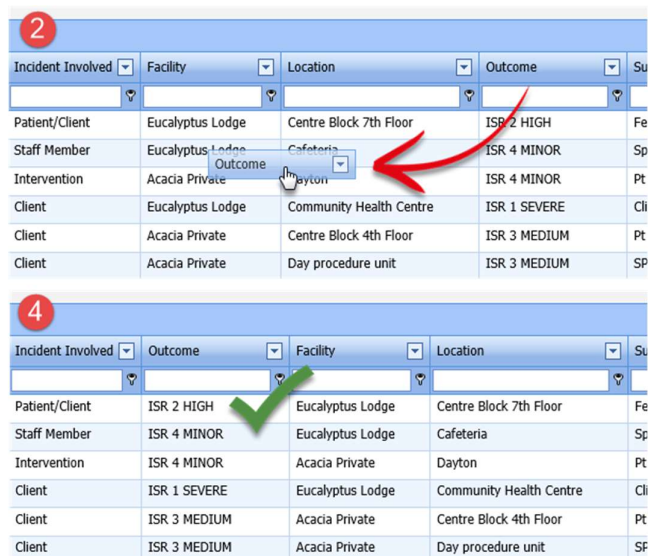 2
Incident Involved Facility Location Outcome Su
Patient/Client Eucalyptus Lodge Centre Block 7th Floor ISR 2 HIGH Fe
Staff Member Eucalyptus Lodge Cafeteria ISR 4 MINOR Sp
Outcome
Intervention Acacia Private Dayton ISR 4 MINOR Pt
Client Eucalyptus Lodge Community Health Centre ISR 1 SEVERE Cli
Client Acacia Private Centre Block 4th Floor ISR 3 MEDIUM Pt
Client Acacia Private Day procedure unit ISR 3 MEDIUM SP
4
Incident Involved Outcome Facility Location Su
Patient/Client ISR 2 HIGH Eucalyptus Lodge Centre Block 7th Floor Fe
Staff Member ISR 4 MINOR Eucalyptus Lodge Cafeteria Sp
Intervention ISR 4 MINOR Acacia Private Dayton Pt
Client ISR 1 SEVERE Eucalyptus Lodge Community Health Centre Cli
Client ISR 3 MEDIUM Acacia Private Centre Block 4th Floor Pt
Client ISR 3 MEDIUM Acacia Private Day procedure unit SP